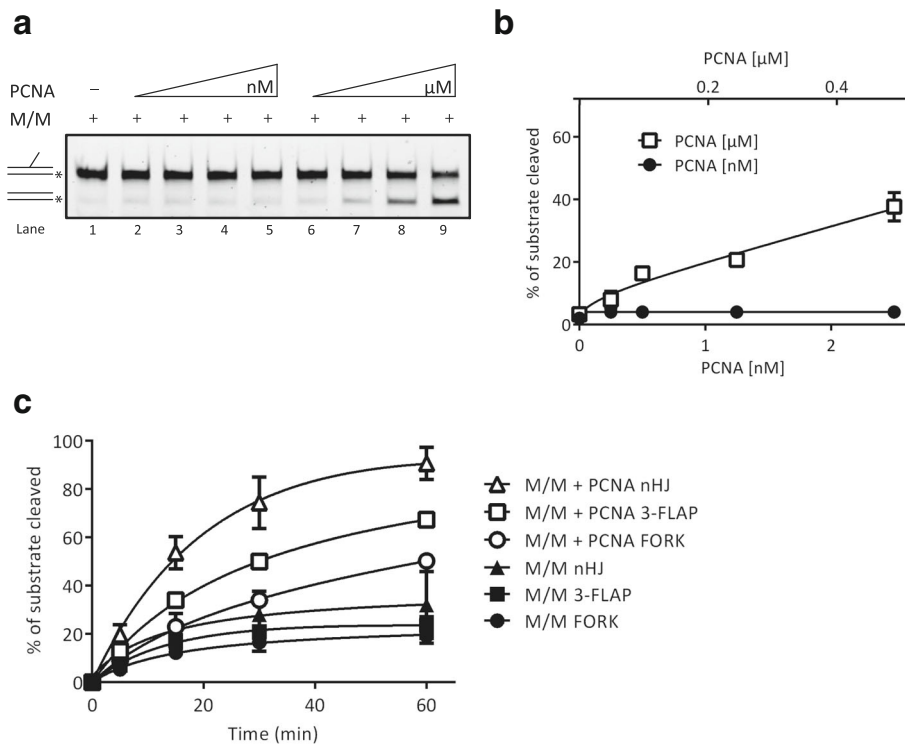 a
PCNA – nM µM
M/M + + + + + + + + +
*
*
Lane 1 2 3 4 5 6 7 8 9
b
PCNA [µM]
0.2 0.4
% of substrate cleaved
60
40
20
0
PCNA [µM]
PCNA [nM]
0 1 2
PCNA [nM]
c
% of substrate cleaved
100
80
60
40
20
0
0 20 40 60
Time (min)
M/M + PCNA nHJ
M/M + PCNA 3-FLAP
M/M + PCNA FORK
M/M nHJ
M/M 3-FLAP
M/M FORK